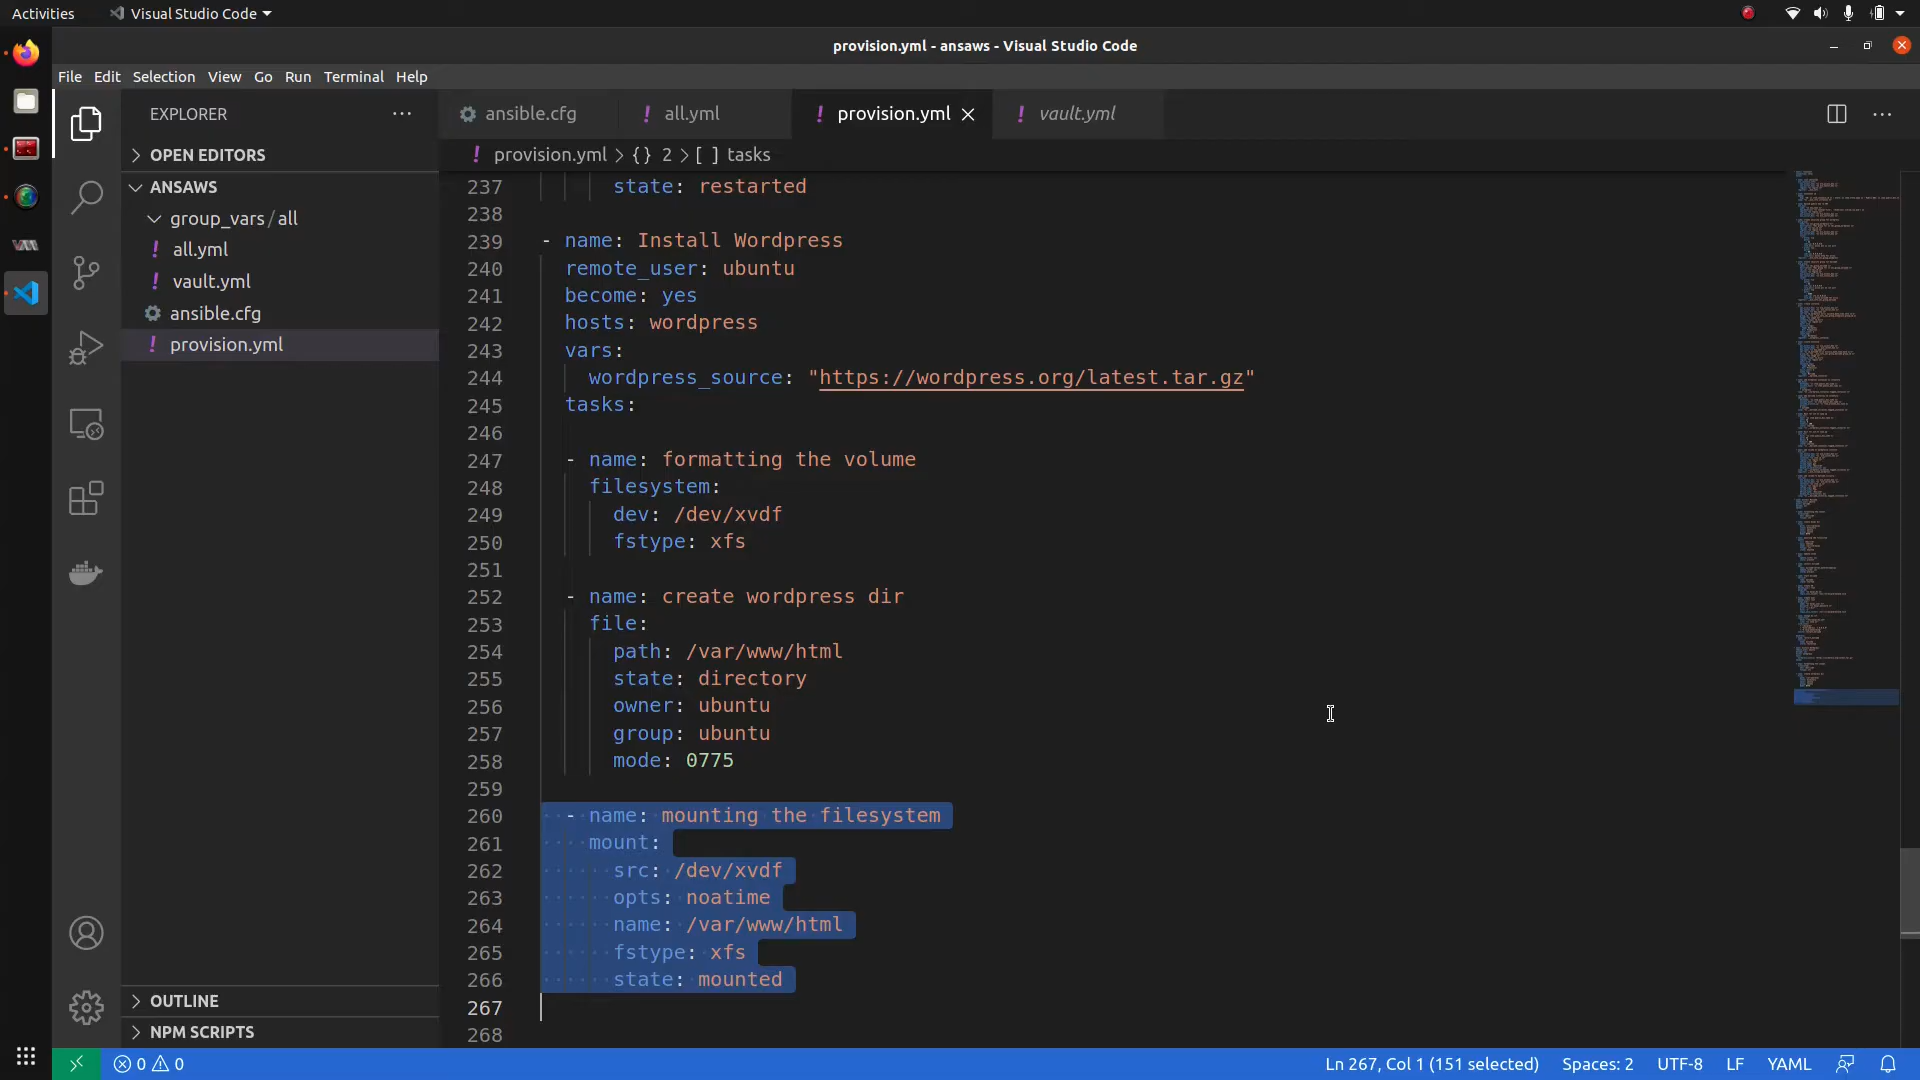 Activities
Visual Studio Code
provision.yml - ansaws - Visual Studio Code
File Edit Selection View Go Run Terminal Help
EXPLORER
OPEN EDITORS
ANSAWS
group_vars/all
all.yml
vault.yml
ansible.cfg
provision.yml
OUTLINE
NPM SCRIPTS
ansible.cfg
all.yml
provision.yml
vault.yml
provision.yml > {} 2 > [ ] tasks
237 state: restarted
238
239 - name: Install Wordpress
240 remote_user: ubuntu
241 become: yes
242 hosts: wordpress
243 vars:
244 wordpress_source: "https://wordpress.org/latest.tar.gz"
245 tasks:
246
247 - name: formatting the volume
248 filesystem:
249 dev: /dev/xvdf
250 fstype: xfs
251
252 - name: create wordpress dir
253 file:
254 path: /var/www/html
255 state: directory
256 owner: ubuntu
257 group: ubuntu
258 mode: 0775
259
260 - name: mounting the filesystem
261 mount:
262 src: /dev/xvdf
263 opts: noatime
264 name: /var/www/html
265 fstype: xfs
266 state: mounted
267
268
0 0
Ln 267, Col 1 (151 selected) Spaces: 2 UTF-8 LF YAML